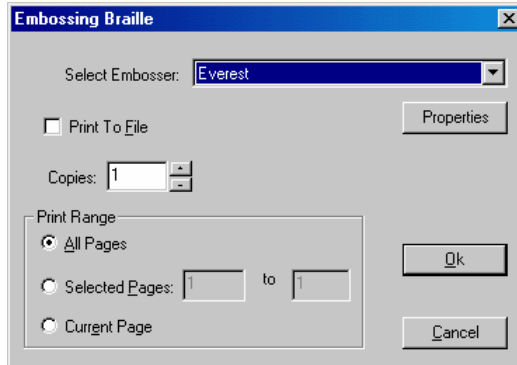 Embossing Braille
Select Embosser: Everest
Print To File
Properties
Copies: 1
Print Range
All Pages
Selected Pages: 1 to 1
Ok
Current Page
Cancel